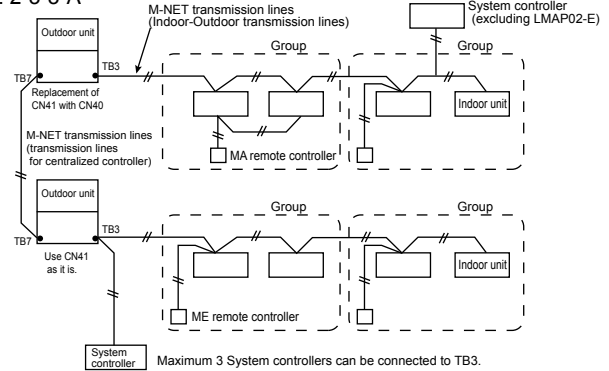 M-NET transmission lines
(Indoor-Outdoor transmission lines)
System controller
(excluding LMAP02-E)
Outdoor unit
Group
Group
TB3
TB7
Replacement of
CN41 with CN40
Indoor unit
M-NET transmission lines
(transmission lines
for centralized controller)
MA remote controller
Outdoor unit
Group
Group
TB3
TB7
Use CN41
as it is.
Indoor unit
ME remote controller
System
controller
Maximum 3 System controllers can be connected to TB3.